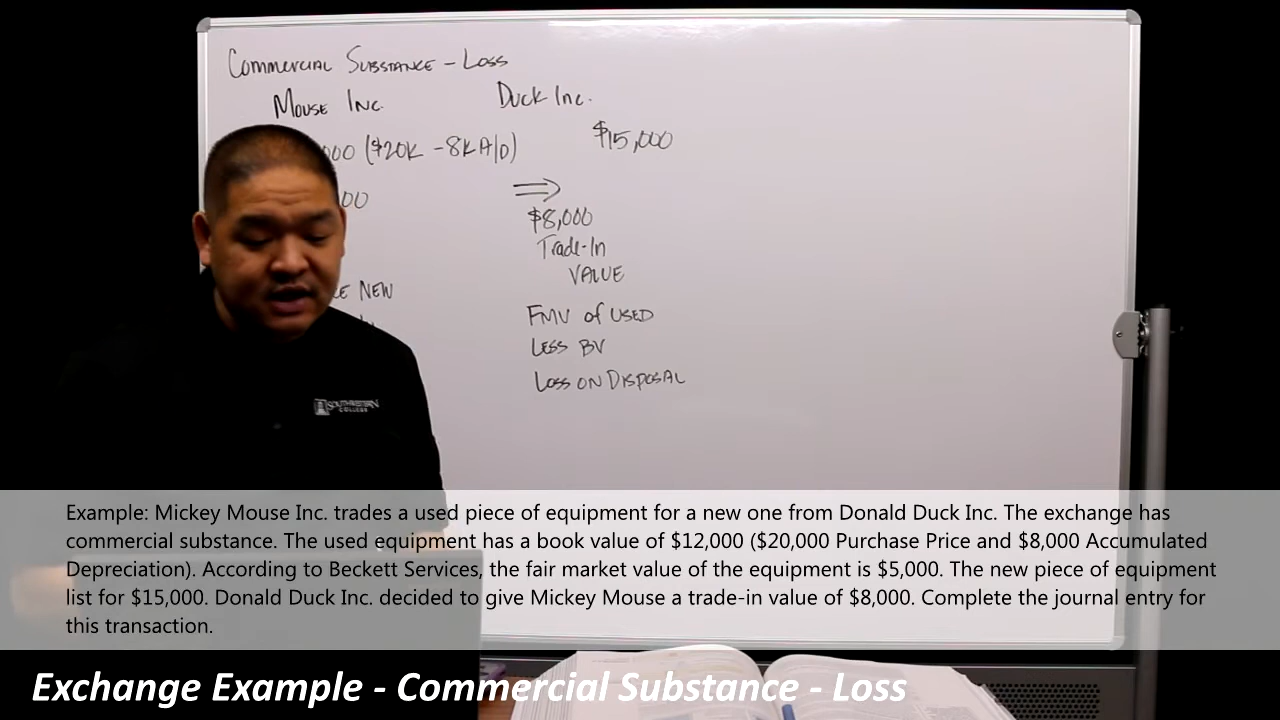 Commercial Substance - Loss
Mouse Inc. Duck Inc.
000 ($20K - 8K A/D) $15,000
00
$8,000
Trade-In
Value
E New
FMV of Used
Less BV
Loss on Disposal
SOUTHWESTERN
COLLEGE
Example: Mickey Mouse Inc. trades a used piece of equipment for a new one from Donald Duck Inc. The exchange has
commercial substance. The used equipment has a book value of $12,000 ($20,000 Purchase Price and $8,000 Accumulated
Depreciation). According to Beckett Services, the fair market value of the equipment is $5,000. The new piece of equipment
list for $15,000. Donald Duck Inc. decided to give Mickey Mouse a trade-in value of $8,000. Complete the journal entry for
this transaction.
Exchange Example - Commercial Substance - Loss